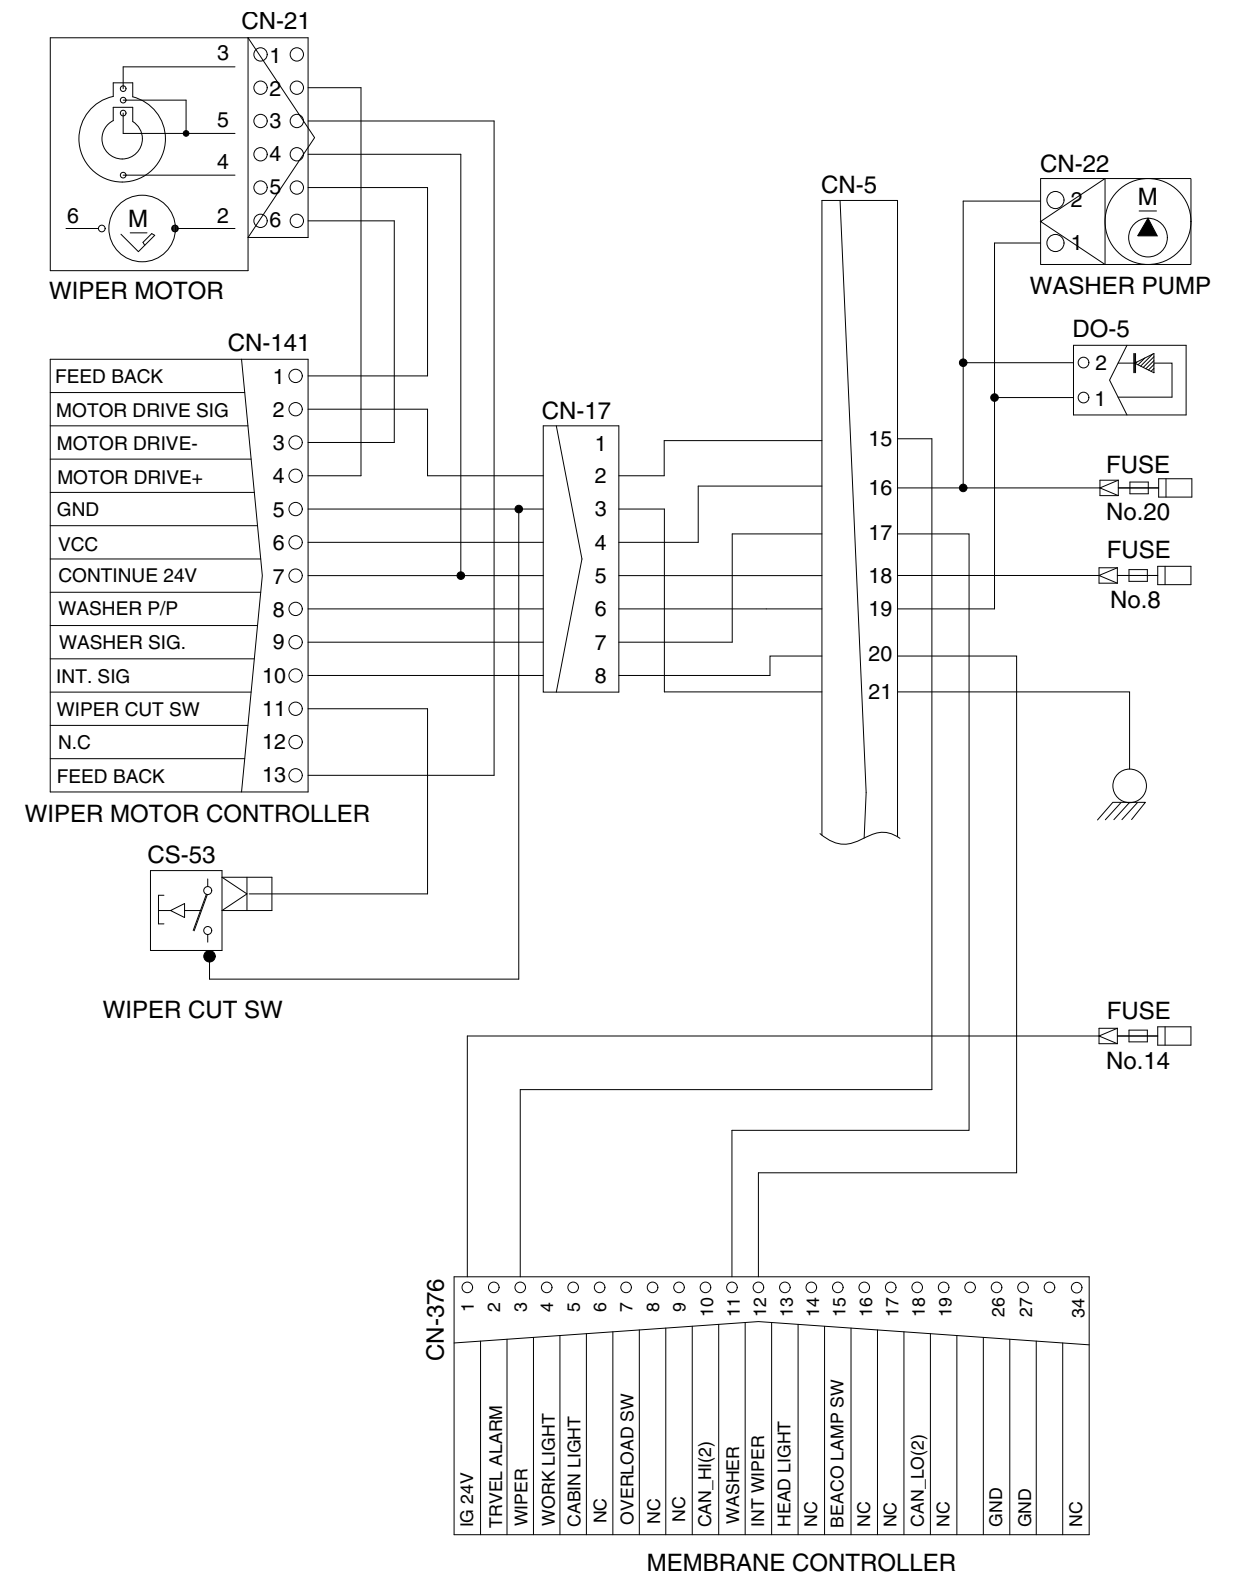 CN-21
3 1
2
5 3
4 4
5
6 M 2 6
WIPER MOTOR
CN-22
2 M
1
WASHER PUMP
CN-5
15
16
17
18
19
20
21
DO-5
2
1
FUSE
No.20
FUSE
No.8
CN-141
FEED BACK 1
MOTOR DRIVE SIG 2
MOTOR DRIVE- 3
MOTOR DRIVE+ 4
GND 5
VCC 6
CONTINUE 24V 7
WASHER P/P 8
WASHER SIG. 9
INT. SIG 10
WIPER CUT SW 11
N.C 12
FEED BACK 13
WIPER MOTOR CONTROLLER
CN-17
1
2
3
4
5
6
7
8
CS-53
WIPER CUT SW
FUSE
No.14
CN-376
1 2 3 4 5 6 7 8 9 10 11 12 13 14 15 16 17 18 19 26 27 34
IG 24V
TRVEL ALARM
WIPER
WORK LIGHT
CABIN LIGHT
NC
OVERLOAD SW
NC
NC
CAN_HI(2)
WASHER
INT WIPER
HEAD LIGHT
NC
BEACO LAMP SW
NC
NC
CAN_LO(2)
NC
GND
GND
NC
MEMBRANE CONTROLLER